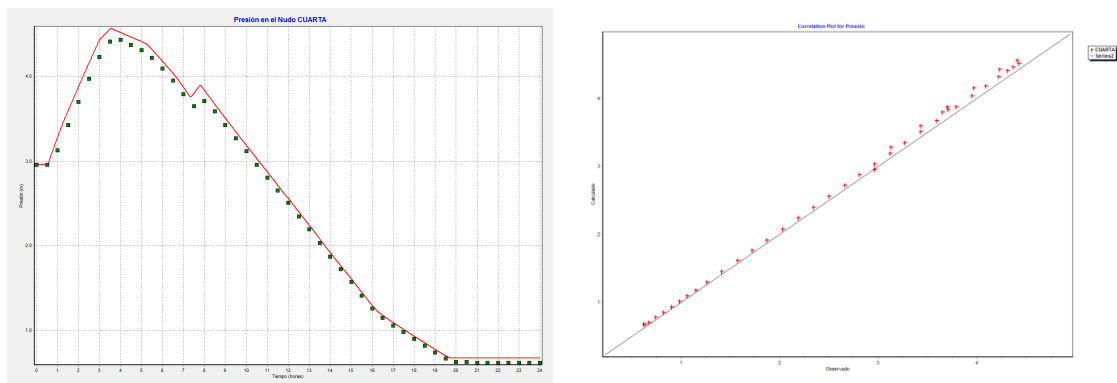 Presión en el Nudo CUARTA
4.0
3.0
2.0
1.0
Presión (m)
0 1 2 3 4 5 6 7 8 9 10 11 12 13 14 15 16 17 18 19 20 21 22 23 24
Tiempo (horas)
Correlation Plot for Presión
CUARTA
Series2
4
3
2
1
Calculado
1 2 3 4
Observado